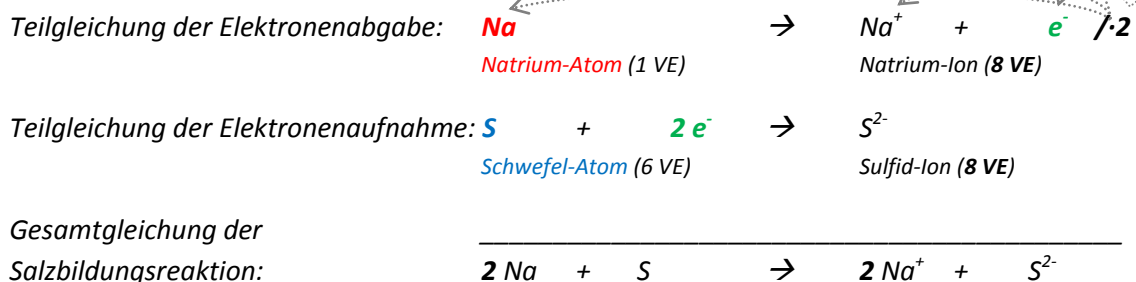 Teilgleichung der Elektronenabgabe: Na → Na⁺ + e⁻ /·2
Natrium-Atom (1 VE) Natrium-Ion (8 VE)
Teilgleichung der Elektronenaufnahme: S + 2 e⁻ → S²⁻
Schwefel-Atom (6 VE) Sulfid-Ion (8 VE)
Gesamtgleichung der
Salzbildungsreaktion: 2 Na + S → 2 Na⁺ + S²⁻